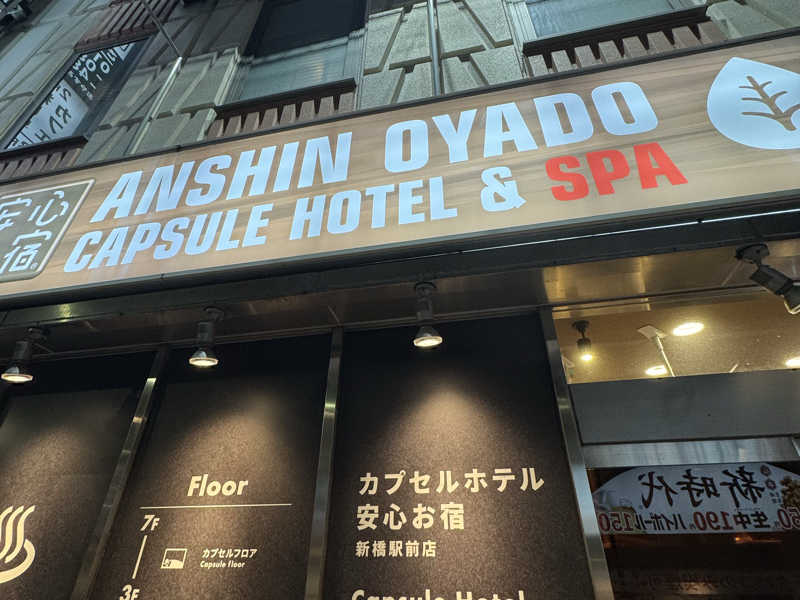 ANSHIN OYADO
CAPSULE HOTEL & SPA
安心
宿
Floor
7F
カプセルフロア
Capsule floor
3F
カプセルホテル
安心お宿
新橋駅前店
Capsule Hotel
新時代
生中190 ハイボール150